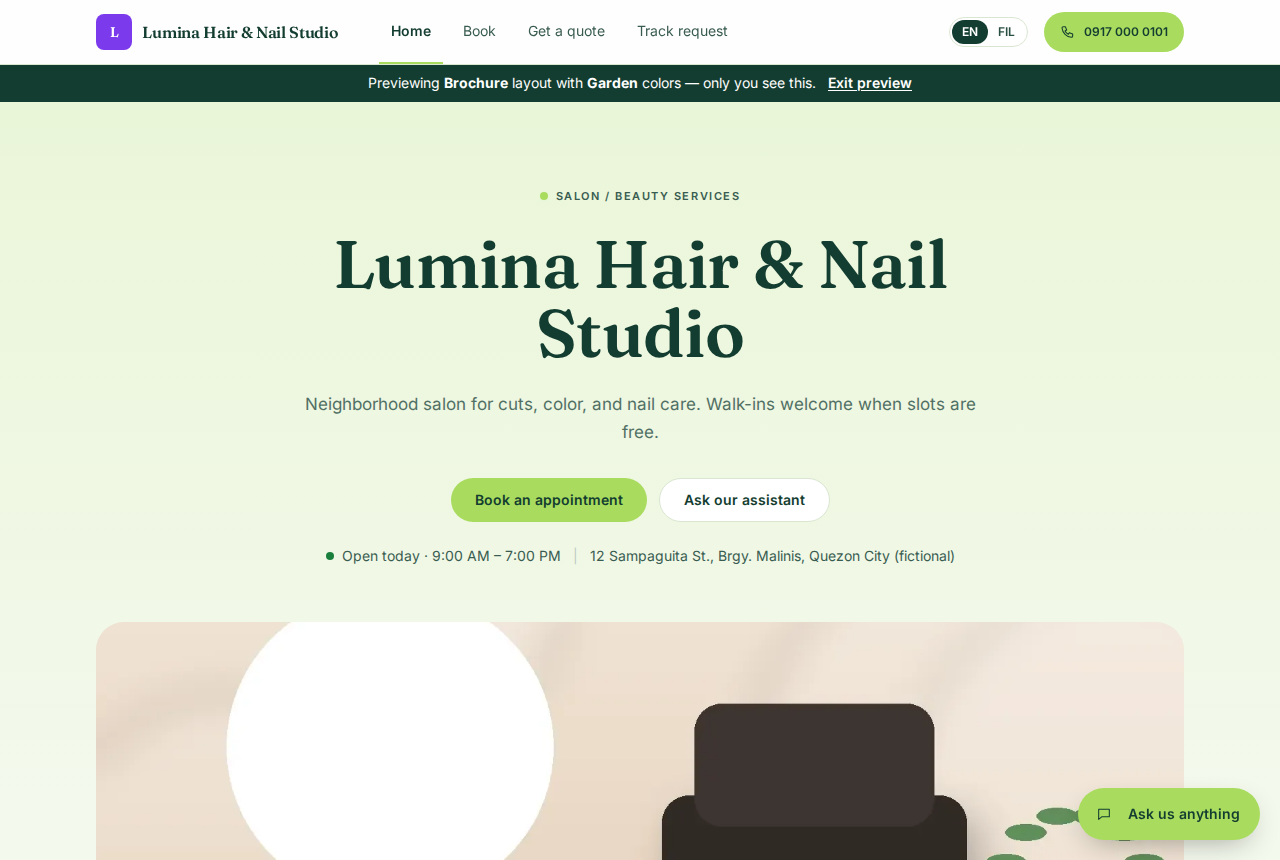 L
Lumina Hair & Nail Studio
Home
Book
Get a quote
Track request
EN
FIL
0917 000 0101
Previewing Brochure layout with Garden colors — only you see this. Exit preview
SALON / BEAUTY SERVICES
Lumina Hair & Nail
Studio
Neighborhood salon for cuts, color, and nail care. Walk-ins welcome when slots are
free.
Book an appointment
Ask our assistant
Open today · 9:00 AM – 7:00 PM | 12 Sampaguita St., Brgy. Malinis, Quezon City (fictional)
Ask us anything